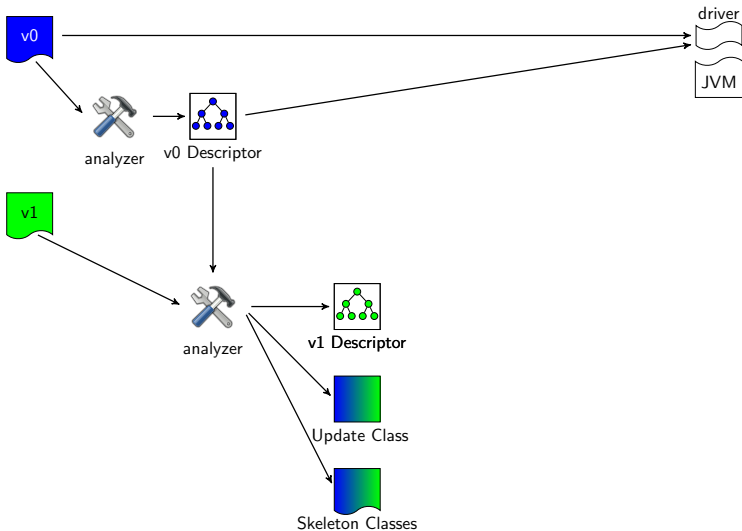 driver
v0
JVM
analyzer
v0 Descriptor
v1
analyzer
v1 Descriptor
Update Class
Skeleton Classes